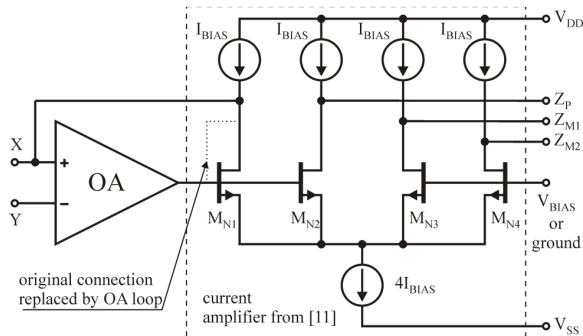 V_DD
I_BIAS I_BIAS I_BIAS I_BIAS
Z_P
Z_M1
Z_M2
X
+
OA
Y
−
M_N1 M_N2 M_N3 M_N4
V_BIAS
or
ground
original connection
replaced by OA loop
current
amplifier from [11]
4I_BIAS
V_SS